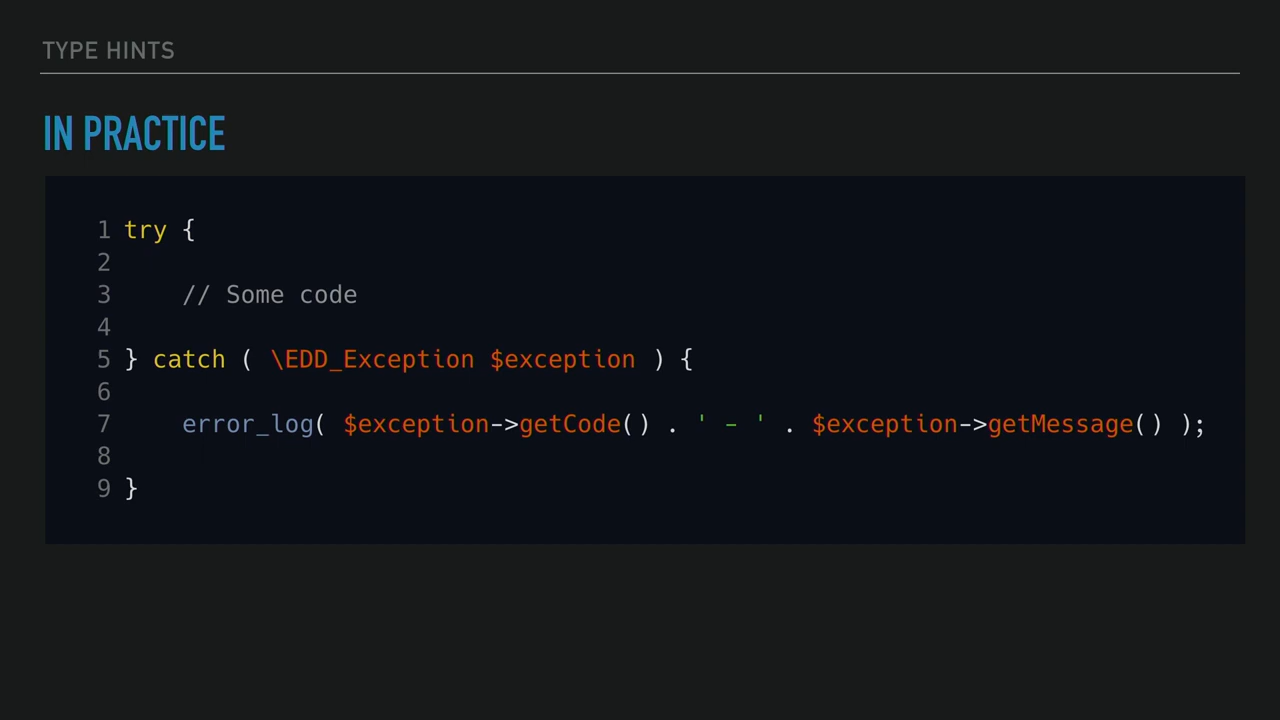 TYPE HINTS
IN PRACTICE
1 try {
2
3     // Some code
4
5 } catch ( \EDD_Exception $exception ) {
6
7     error_log( $exception->getCode() . ' - ' . $exception->getMessage() );
8
9 }